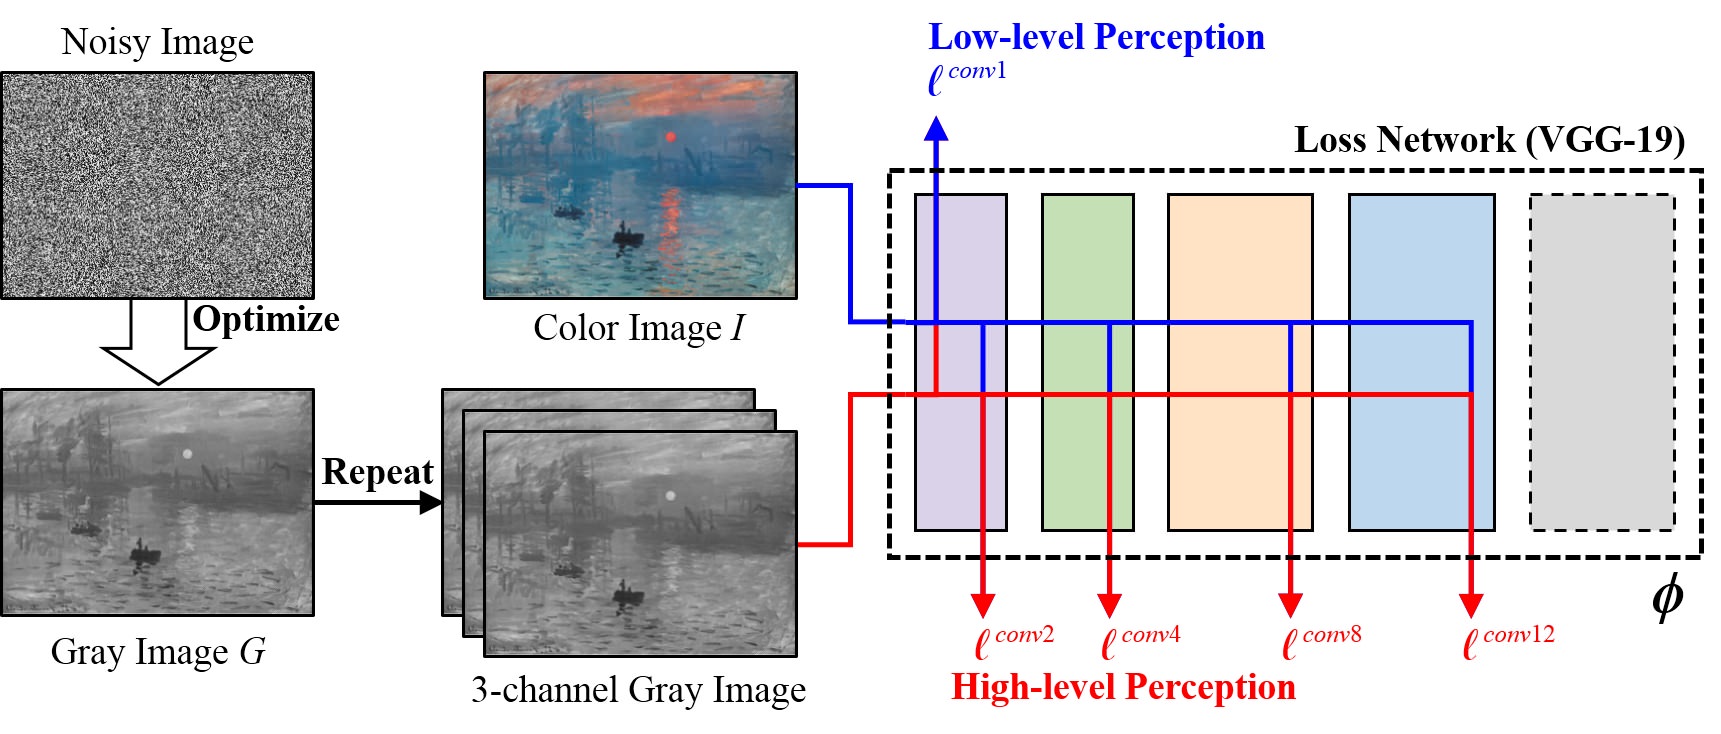 Noisy Image
Optimize
Gray Image G
Repeat
Color Image I
3-channel Gray Image
Low-level Perception
ℓ^conv1
Loss Network (VGG-19)
ϕ
ℓ^conv2
ℓ^conv4
ℓ^conv8
ℓ^conv12
High-level Perception